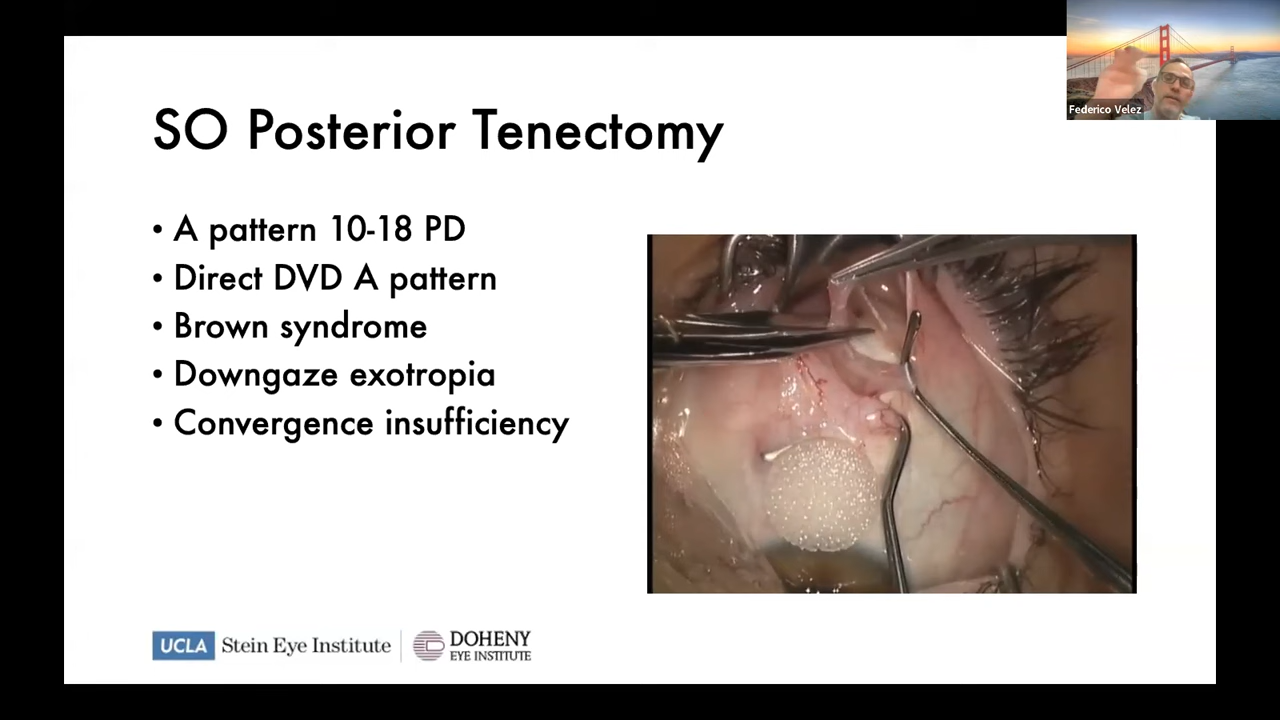 Federico Velez
SO Posterior Tenectomy
• A pattern 10-18 PD
• Direct DVD A pattern
• Brown syndrome
• Downgaze exotropia
• Convergence insufficiency
UCLA Stein Eye Institute
DOHENY
EYE INSTITUTE